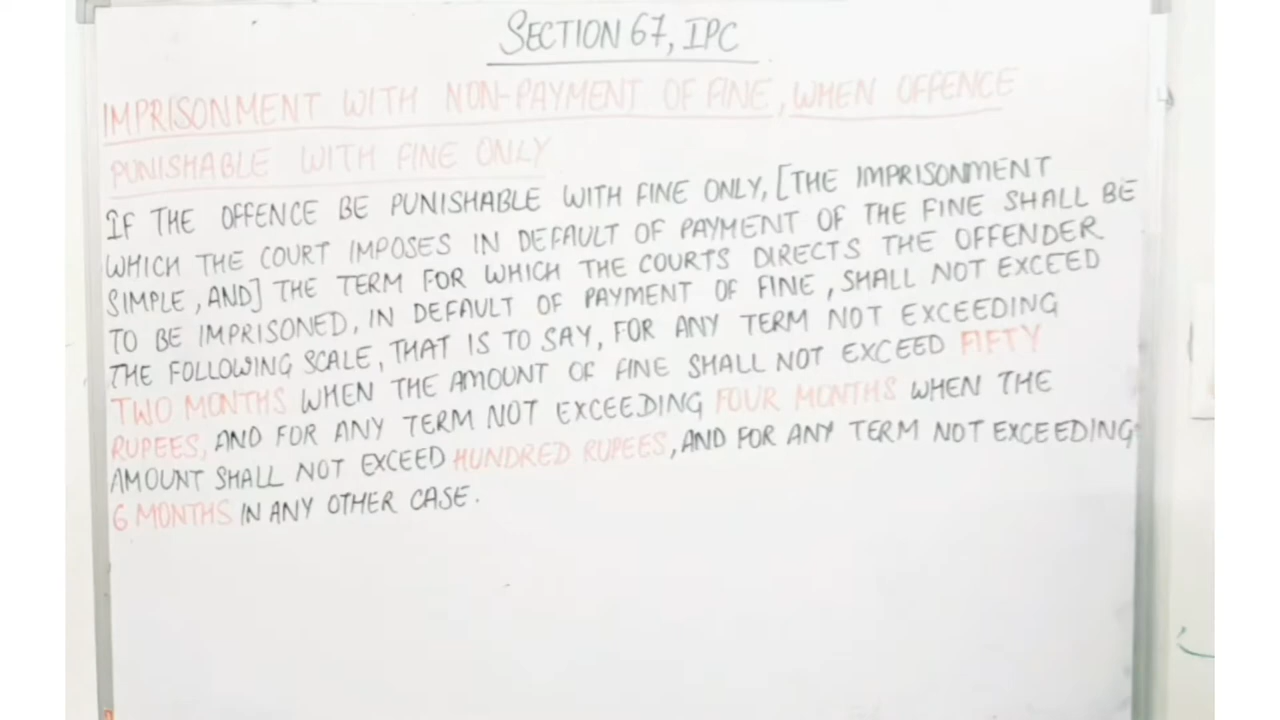 SECTION 67, IPC
IMPRISONMENT WITH NON-PAYMENT OF FINE, WHEN OFFENCE
PUNISHABLE WITH FINE ONLY
IF THE OFFENCE BE PUNISHABLE WITH FINE ONLY, [THE IMPRISONMENT
WHICH THE COURT IMPOSES IN DEFAULT OF PAYMENT OF THE FINE SHALL BE
SIMPLE, AND] THE TERM FOR WHICH THE COURTS DIRECTS THE OFFENDER
TO BE IMPRISONED, IN DEFAULT OF PAYMENT OF FINE, SHALL NOT EXCEED
THE FOLLOWING SCALE, THAT IS TO SAY, FOR ANY TERM NOT EXCEEDING
TWO MONTHS WHEN THE AMOUNT OF FINE SHALL NOT EXCEED FIFTY
RUPEES, AND FOR ANY TERM NOT EXCEEDING FOUR MONTHS WHEN THE
AMOUNT SHALL NOT EXCEED HUNDRED RUPEES, AND FOR ANY TERM NOT EXCEEDING
6 MONTHS IN ANY OTHER CASE.